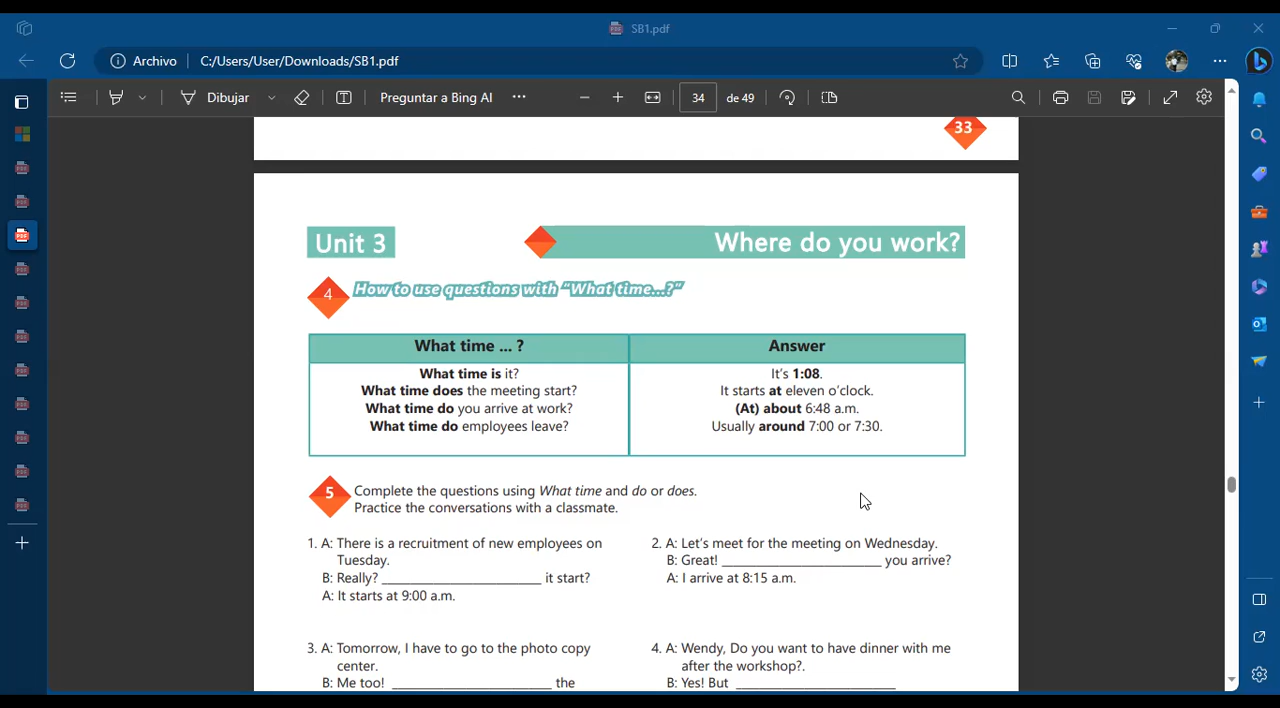 SB1.pdf
Archivo C:/Users/User/Downloads/SB1.pdf
Dibujar Preguntar a Bing AI 34 de 49
33
Unit 3 Where do you work?
4 How to use questions with “What time...?”
What time ... ? Answer
What time is it? It’s 1:08.
What time does the meeting start? It starts at eleven o’clock.
What time do you arrive at work? (At) about 6:48 a.m.
What time do employees leave? Usually around 7:00 or 7:30.
5 Complete the questions using What time and do or does.
Practice the conversations with a classmate.
1. A: There is a recruitment of new employees on
Tuesday.
B: Really? ______________________ it start?
A: It starts at 9:00 a.m.
2. A: Let’s meet for the meeting on Wednesday.
B: Great! ______________________ you arrive?
A: I arrive at 8:15 a.m.
3. A: Tomorrow, I have to go to the photo copy
center.
B: Me too! ______________________ the
4. A: Wendy, Do you want to have dinner with me
after the workshop?.
B: Yes! But ______________________